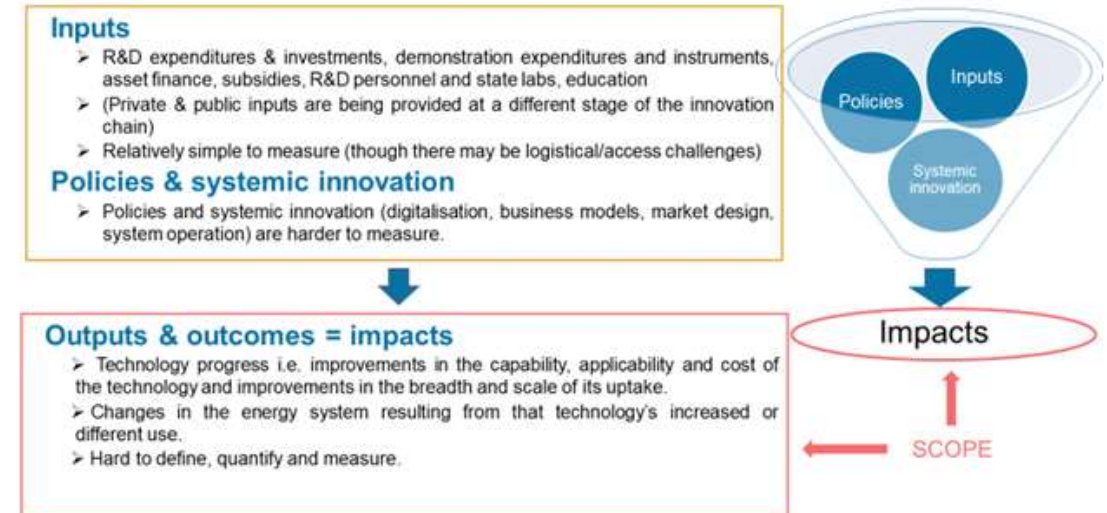 Inputs
➢ R&D expenditures & investments, demonstration expenditures and instruments,
asset finance, subsidies, R&D personnel and state labs, education
➢ (Private & public inputs are being provided at a different stage of the innovation
chain)
➢ Relatively simple to measure (though there may be logistical/access challenges)
Policies & systemic innovation
➢ Policies and systemic innovation (digitalisation, business models, market design,
system operation) are harder to measure.
Inputs
Policies
Systemic
innovation
Outputs & outcomes = impacts
➢ Technology progress i.e. improvements in the capability, applicability and cost of
the technology and improvements in the breadth and scale of its uptake.
➢ Changes in the energy system resulting from that technology's increased or
different use.
➢ Hard to define, quantify and measure.
Impacts
SCOPE